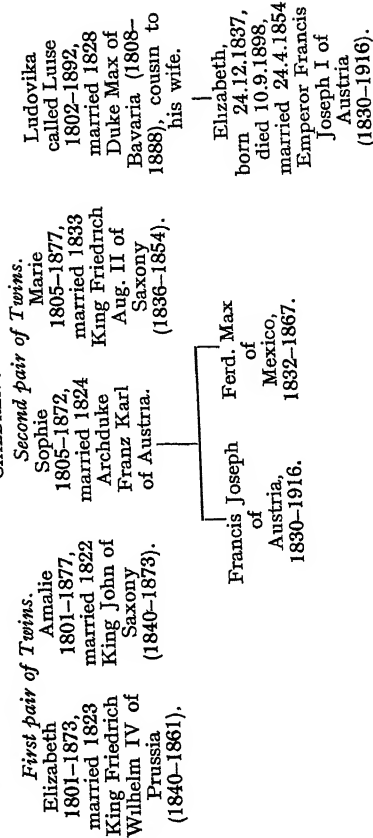 First pair of Twins.
Elizabeth
1801–1873,
married 1823
King Friedrich
Wilhelm IV of
Prussia
(1840–1861).
Amalie
1801–1877,
married 1822
King John of
Saxony
(1840–1873).
Second pair of Twins.
Sophie
1805–1872,
married 1824
Archduke
Franz Karl
of Austria.
Marie
1805–1877,
married 1833
King Friedrich
Aug. II of
Saxony
(1836–1854).
Ludovika
called Luise
1802–1892,
married 1828
Duke Max of
Bavaria (1808–
1888), cousin to
his wife.
Francis Joseph
of
Austria,
1830–1916.
Ferd. Max
of
Mexico,
1832–1867.
Elizabeth,
born 24.12.1837,
died 10.9.1898,
married 24.4.1854
Emperor Francis
Joseph I of
Austria
(1830–1916).